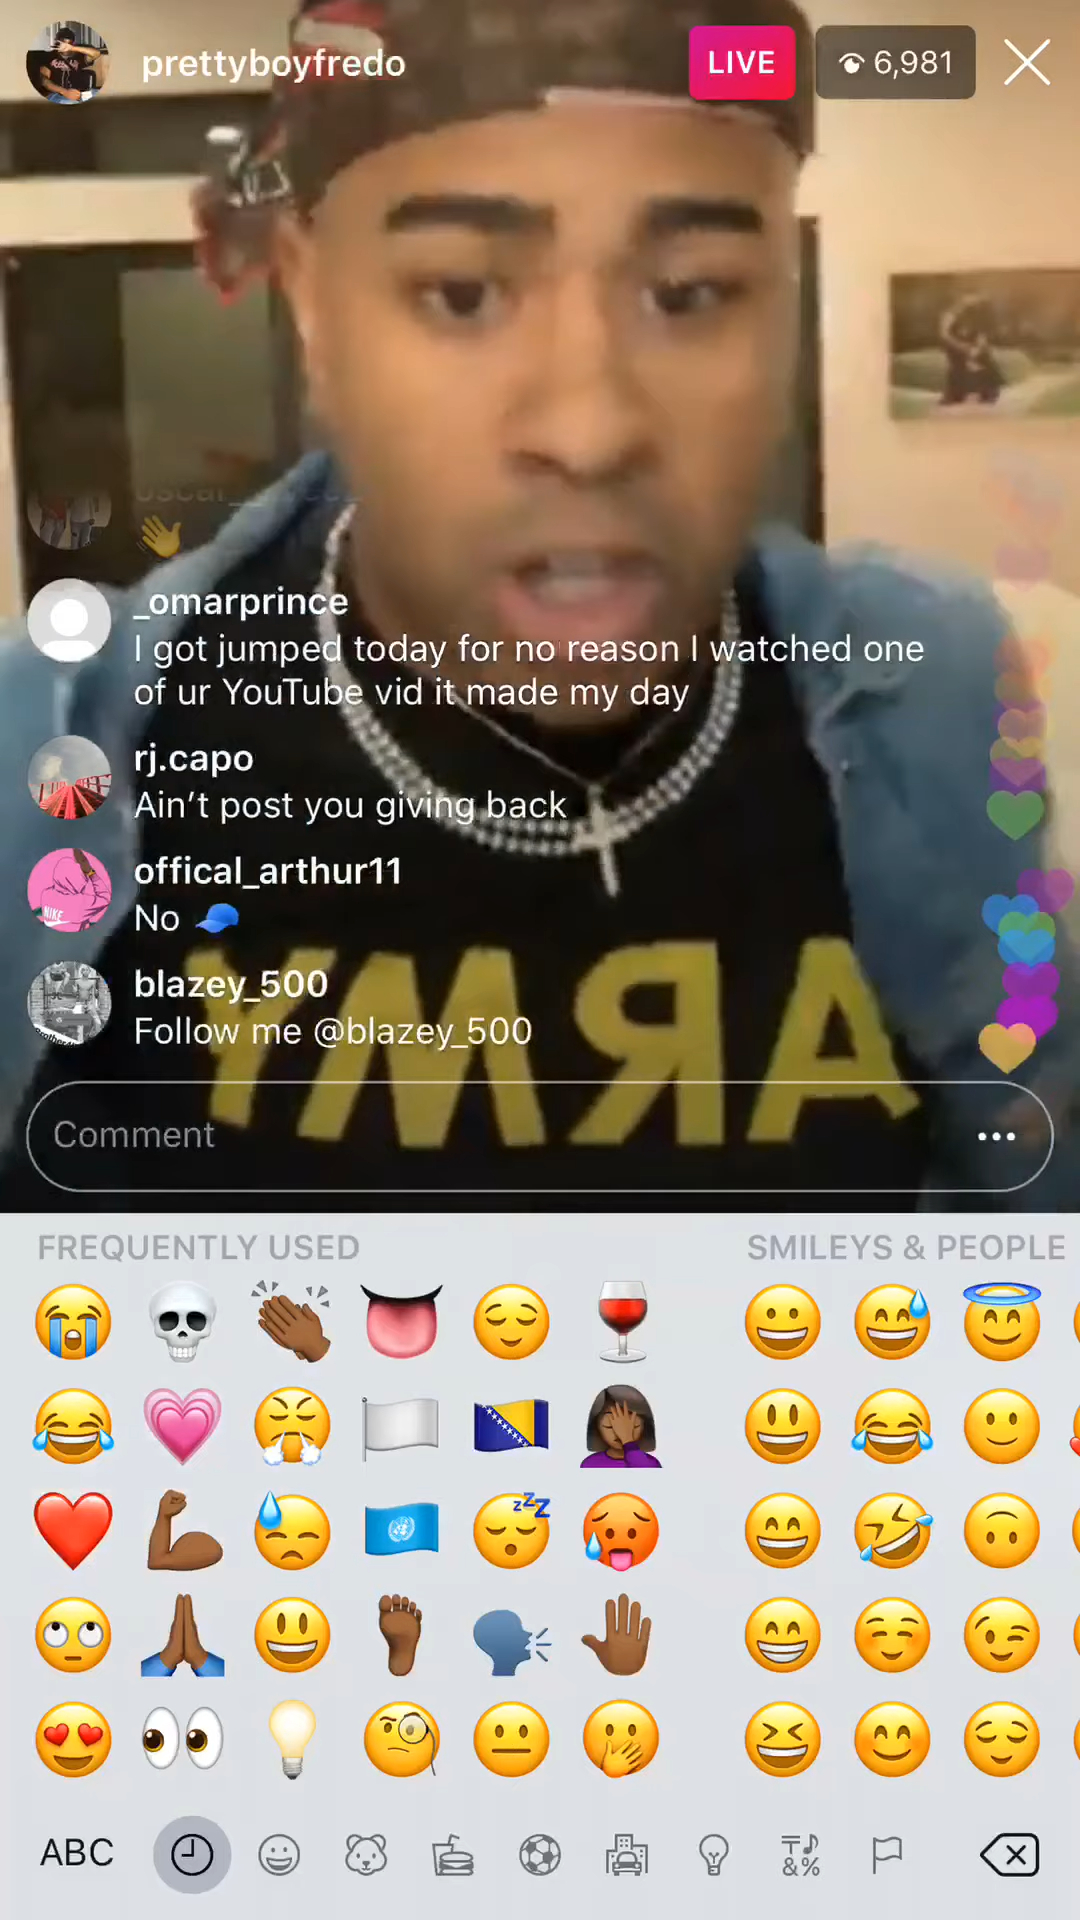 prettyboyfredo
LIVE
6,981
_omarprince
I got jumped today for no reason I watched one
of ur YouTube vid it made my day
rj.capo
Ain't post you giving back
offical_arthur11
No
blazey_500
Follow me @blazey_500
ARMY
Comment
FREQUENTLY USED
SMILEYS & PEOPLE
ABC